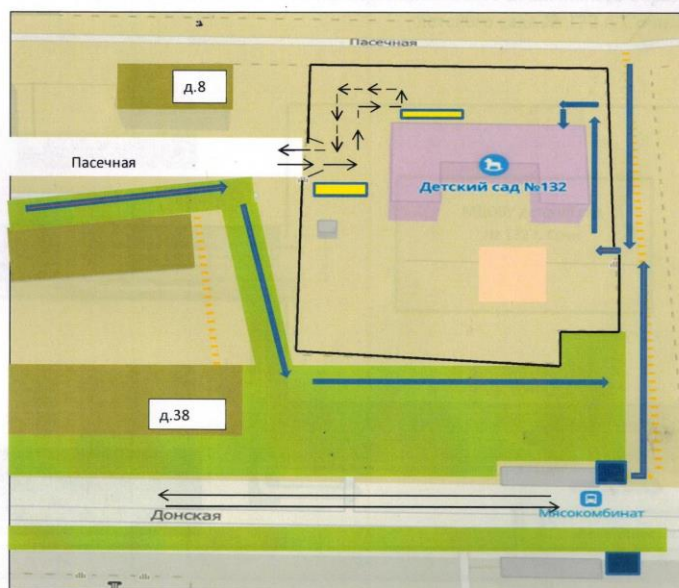 Пасечная
д.8
Пасечная
Детский сад №132
д.38
Донская
Мясокомбинат